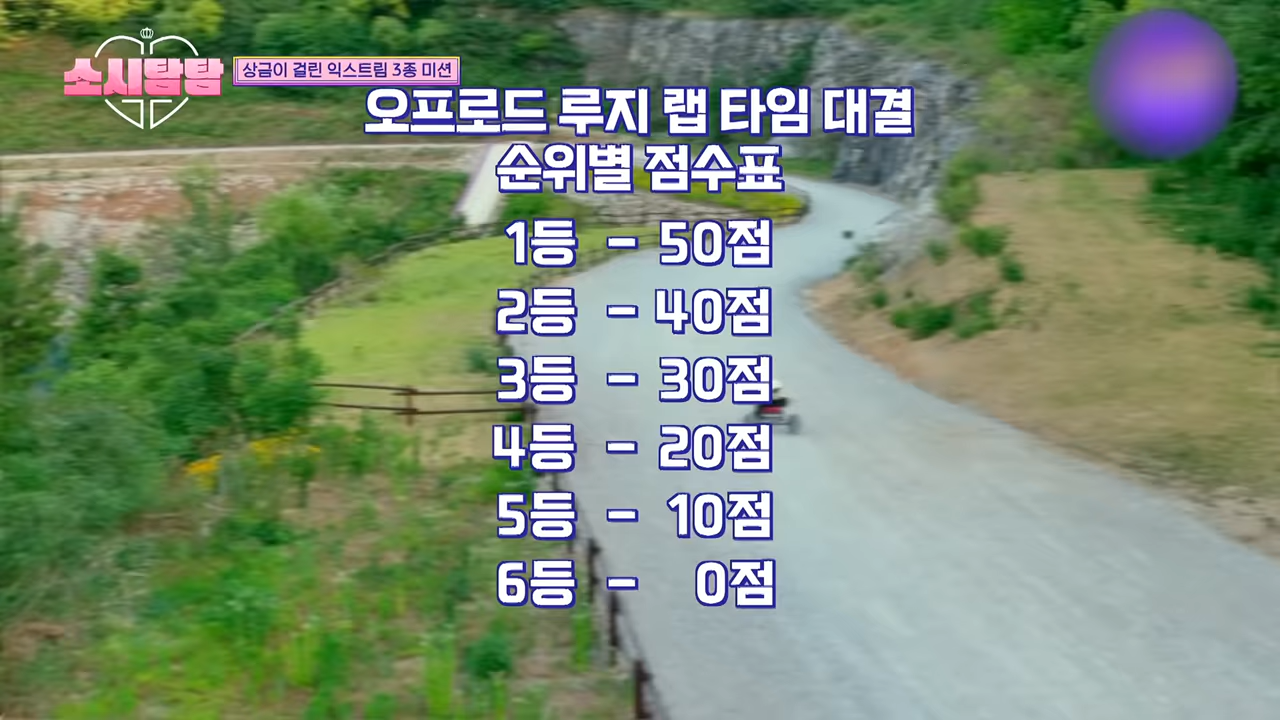 소시탐탐
상금이 걸린 익스트림 3종 미션
오프로드 루지 랩 타임 대결
순위별 점수표
1등 - 50점
2등 - 40점
3등 - 30점
4등 - 20점
5등 - 10점
6등 - 0점